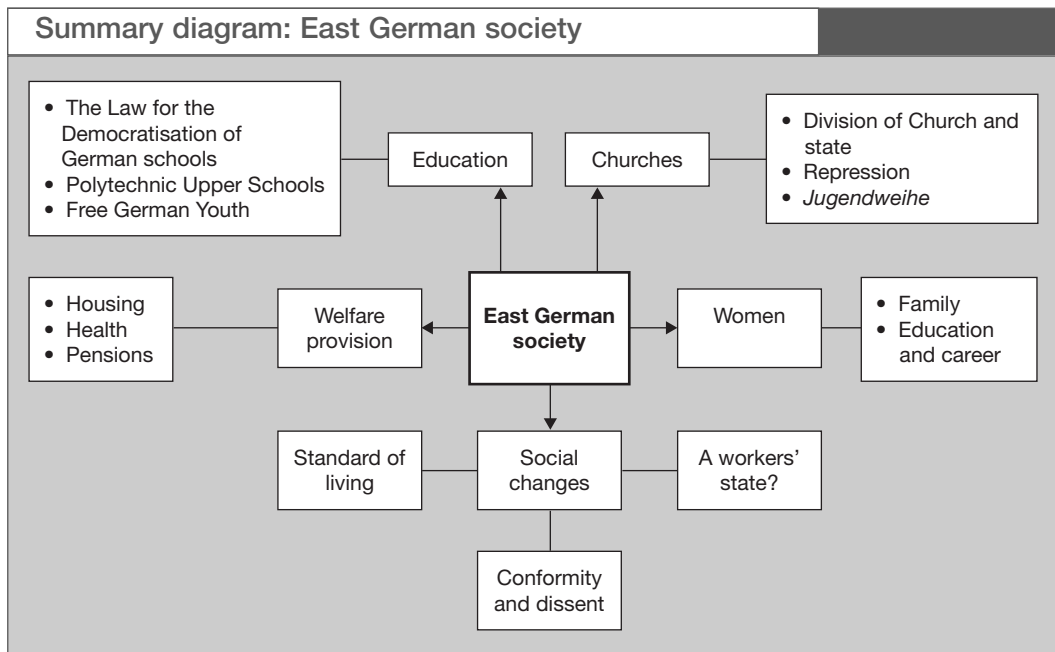 Summary diagram: East German society
• The Law for the
Democratisation of
German schools
• Polytechnic Upper Schools
• Free German Youth
Education
Churches
• Division of Church and
state
• Repression
• Jugendweihe
• Housing
• Health
• Pensions
Welfare
provision
East German
society
Women
• Family
• Education
and career
Standard of
living
Social
changes
A workers'
state?
Conformity
and dissent